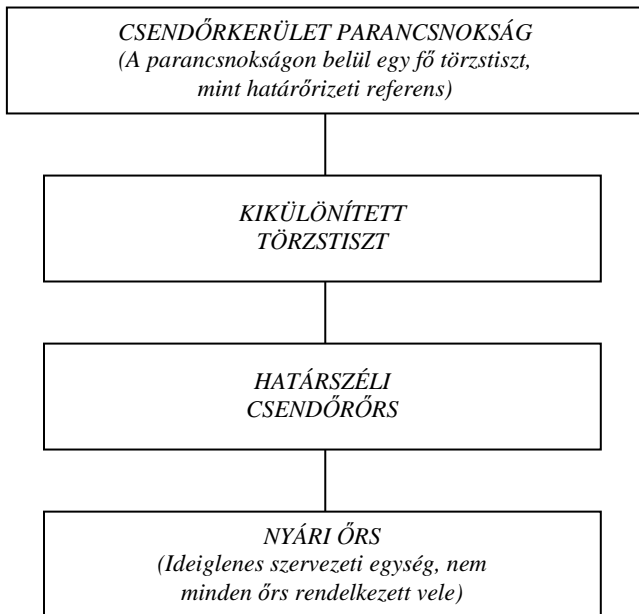 CSENDŐRKERÜLET PARANCSNOKSÁG
(A parancsnokságon belül egy fő törzstiszt,
mint határőrizeti referens)
KIKÜLÖNÍTETT
TÖRZSTISZT
HATÁRSZÉLI
CSENDŐRŐRS
NYÁRI ŐRS
(Ideiglenes szervezeti egység, nem
minden őrs rendelkezett vele)